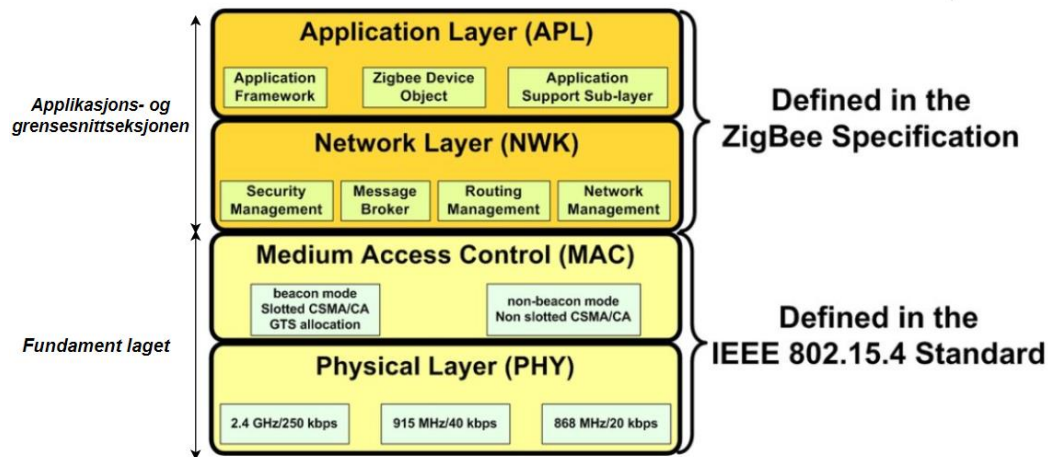 Application Layer (APL)
Application
Framework
Zigbee Device
Object
Application
Support Sub-layer
Applikasjons- og
grensesnittseksjonen
Defined in the
ZigBee Specification
Network Layer (NWK)
Security
Management
Message
Broker
Routing
Management
Network
Management
Medium Access Control (MAC)
beacon mode
Slotted CSMA/CA
GTS allocation
non-beacon mode
Non slotted CSMA/CA
Fundament laget
Defined in the
IEEE 802.15.4 Standard
Physical Layer (PHY)
2.4 GHz/250 kbps
915 MHz/40 kbps
868 MHz/20 kbps